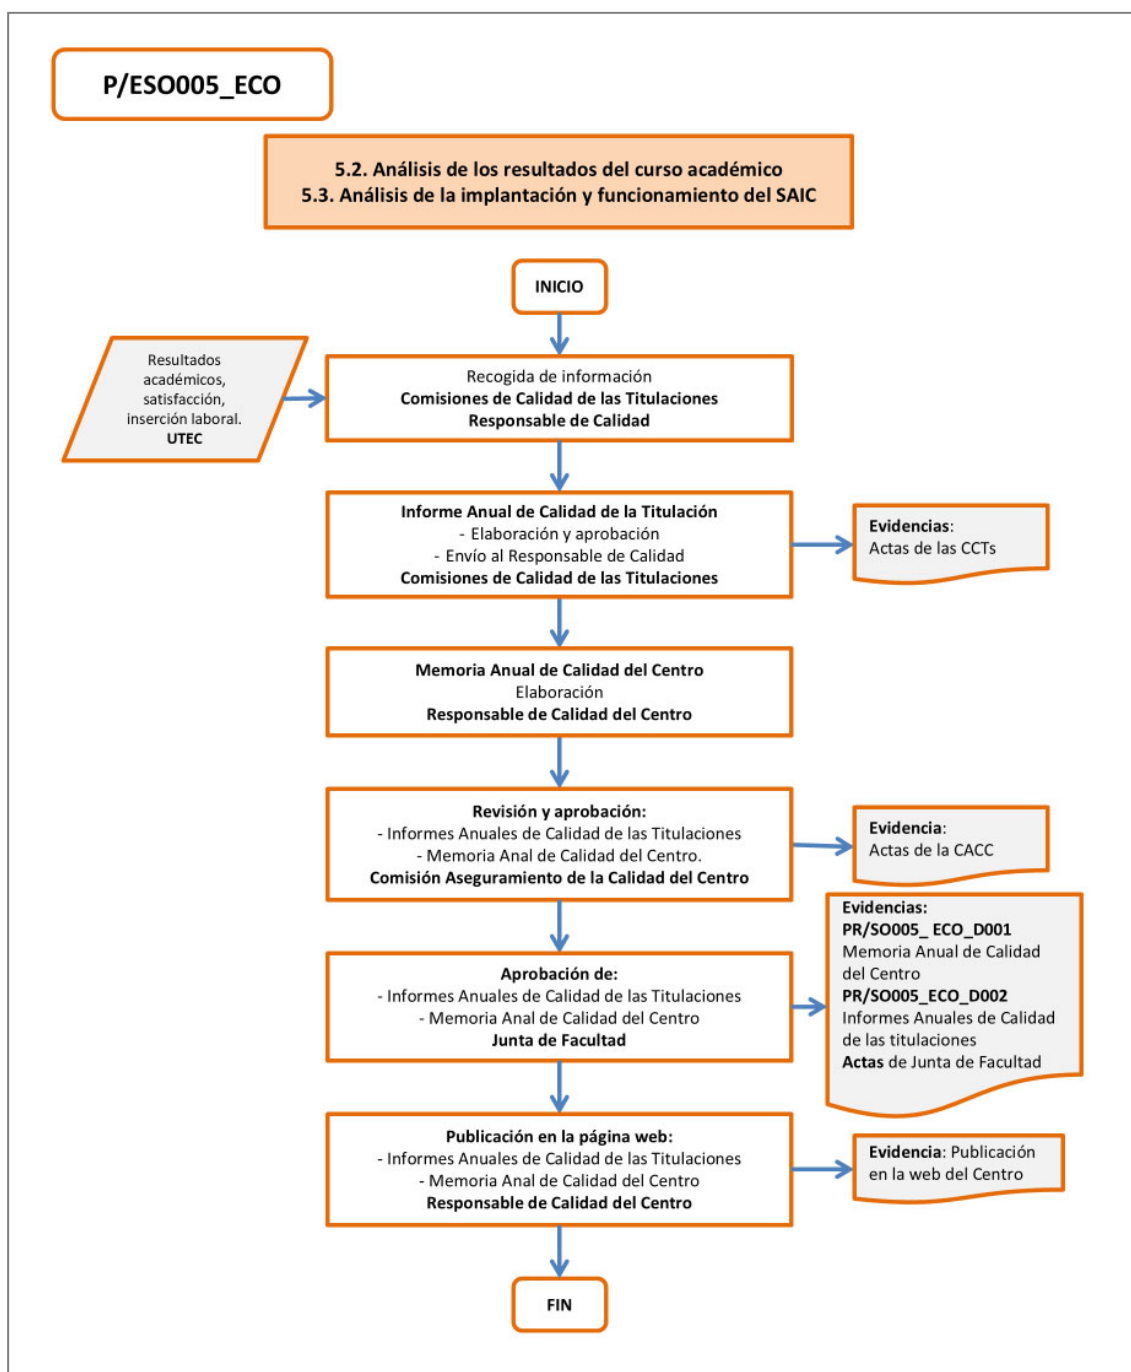 P/ESO005_ECO
5.2. Análisis de los resultados del curso académico
5.3. Análisis de la implantación y funcionamiento del SAIC
INICIO
Resultados
académicos,
satisfacción,
inserción laboral.
UTEC
Recogida de información
Comisiones de Calidad de las Titulaciones
Responsable de Calidad
Informe Anual de Calidad de la Titulación
- Elaboración y aprobación
- Envío al Responsable de Calidad
Comisiones de Calidad de las Titulaciones
Evidencias:
Actas de las CCTs
Memoria Anual de Calidad del Centro
Elaboración
Responsable de Calidad del Centro
Revisión y aprobación:
- Informes Anuales de Calidad de las Titulaciones
- Memoria Anal de Calidad del Centro.
Comisión Aseguramiento de la Calidad del Centro
Evidencia:
Actas de la CACC
Aprobación de:
- Informes Anuales de Calidad de las Titulaciones
- Memoria Anal de Calidad del Centro
Junta de Facultad
Evidencias:
PR/SO005_ ECO_D001
Memoria Anual de Calidad
del Centro
PR/SO005_ECO_D002
Informes Anuales de Calidad
de las titulaciones
Actas de Junta de Facultad
Publicación en la página web:
- Informes Anuales de Calidad de las Titulaciones
- Memoria Anal de Calidad del Centro
Responsable de Calidad del Centro
Evidencia: Publicación
en la web del Centro
FIN